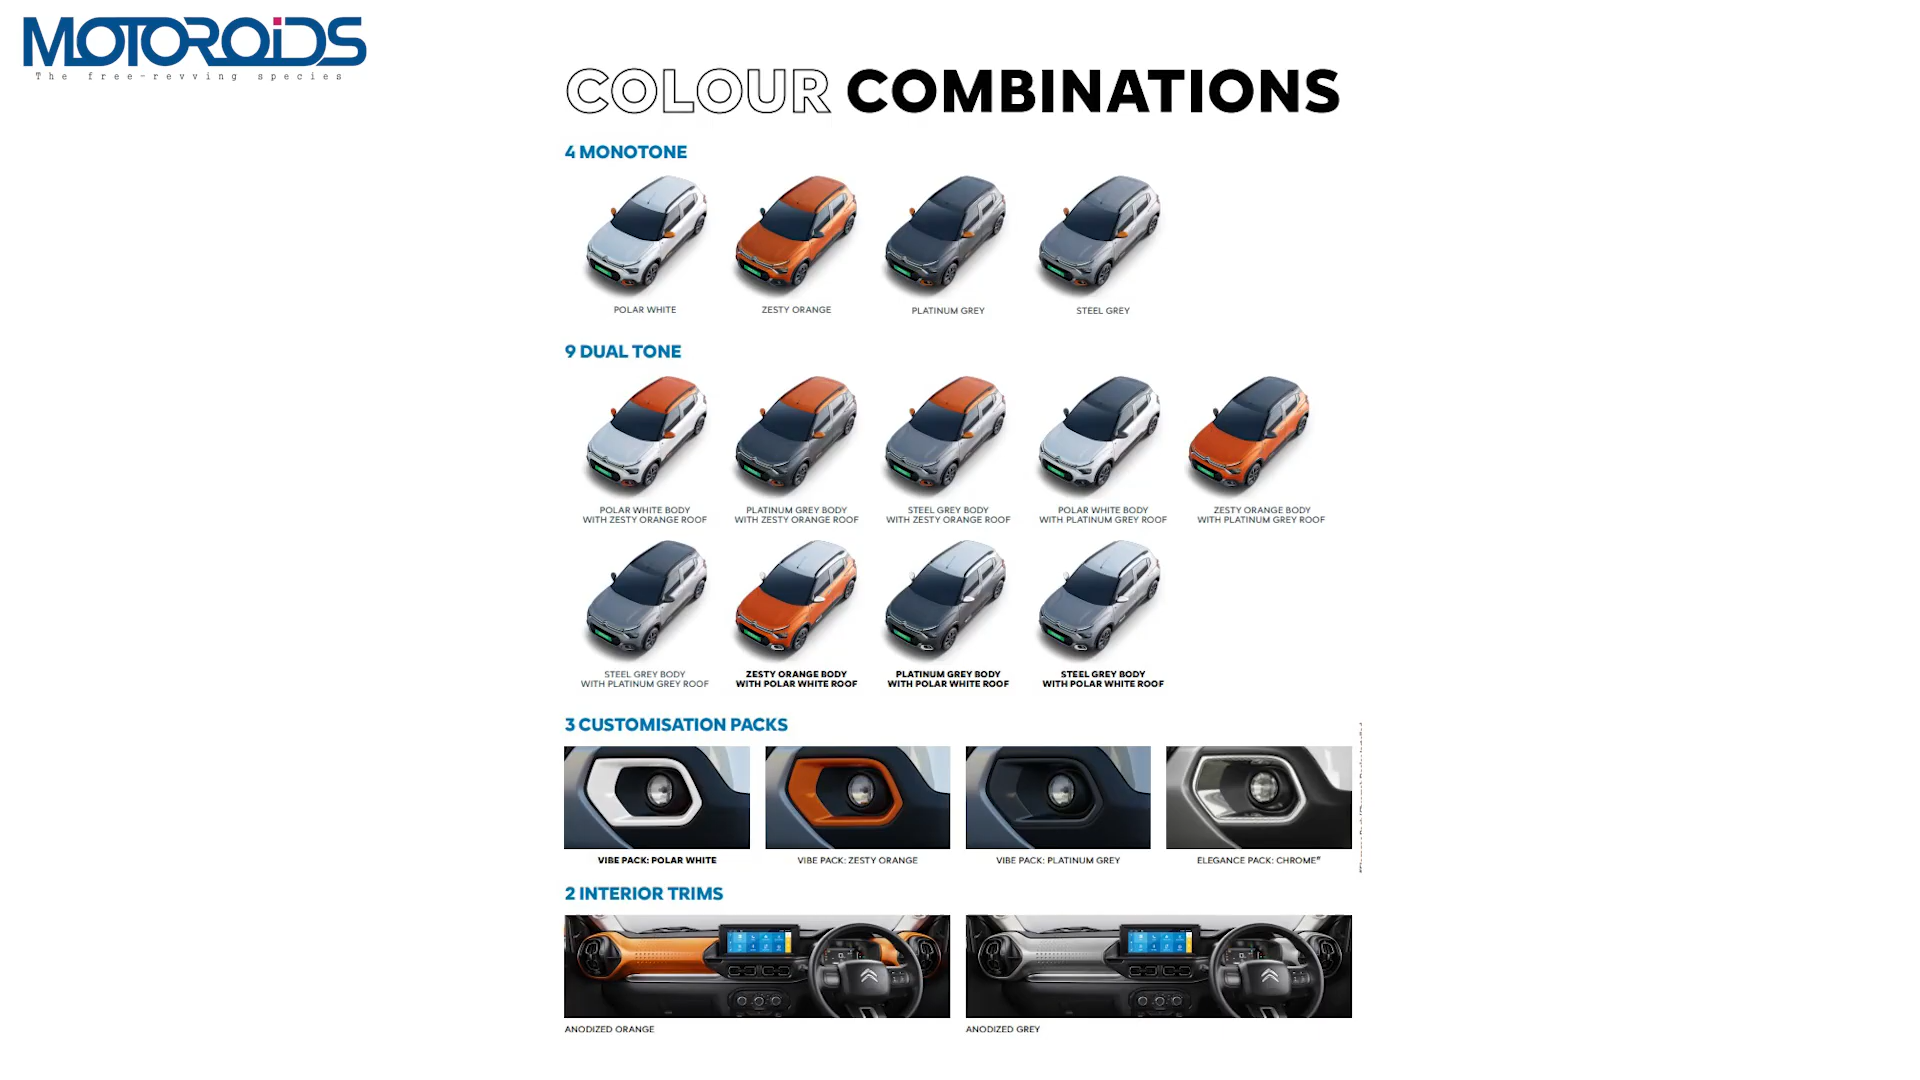 MOTOROiDS
The free-revving species
COLOUR COMBINATIONS
4 MONOTONE
POLAR WHITE
ZESTY ORANGE
PLATINUM GREY
STEEL GREY
9 DUAL TONE
POLAR WHITE BODY
WITH ZESTY ORANGE ROOF
PLATINUM GREY BODY
WITH ZESTY ORANGE ROOF
STEEL GREY BODY
WITH ZESTY ORANGE ROOF
POLAR WHITE BODY
WITH PLATINUM GREY ROOF
ZESTY ORANGE BODY
WITH PLATINUM GREY ROOF
STEEL GREY BODY
WITH PLATINUM GREY ROOF
ZESTY ORANGE BODY
WITH POLAR WHITE ROOF
PLATINUM GREY BODY
WITH POLAR WHITE ROOF
STEEL GREY BODY
WITH POLAR WHITE ROOF
3 CUSTOMISATION PACKS
VIBE PACK: POLAR WHITE
VIBE PACK: ZESTY ORANGE
VIBE PACK: PLATINUM GREY
ELEGANCE PACK: CHROME#
2 INTERIOR TRIMS
ANODIZED ORANGE
ANODIZED GREY